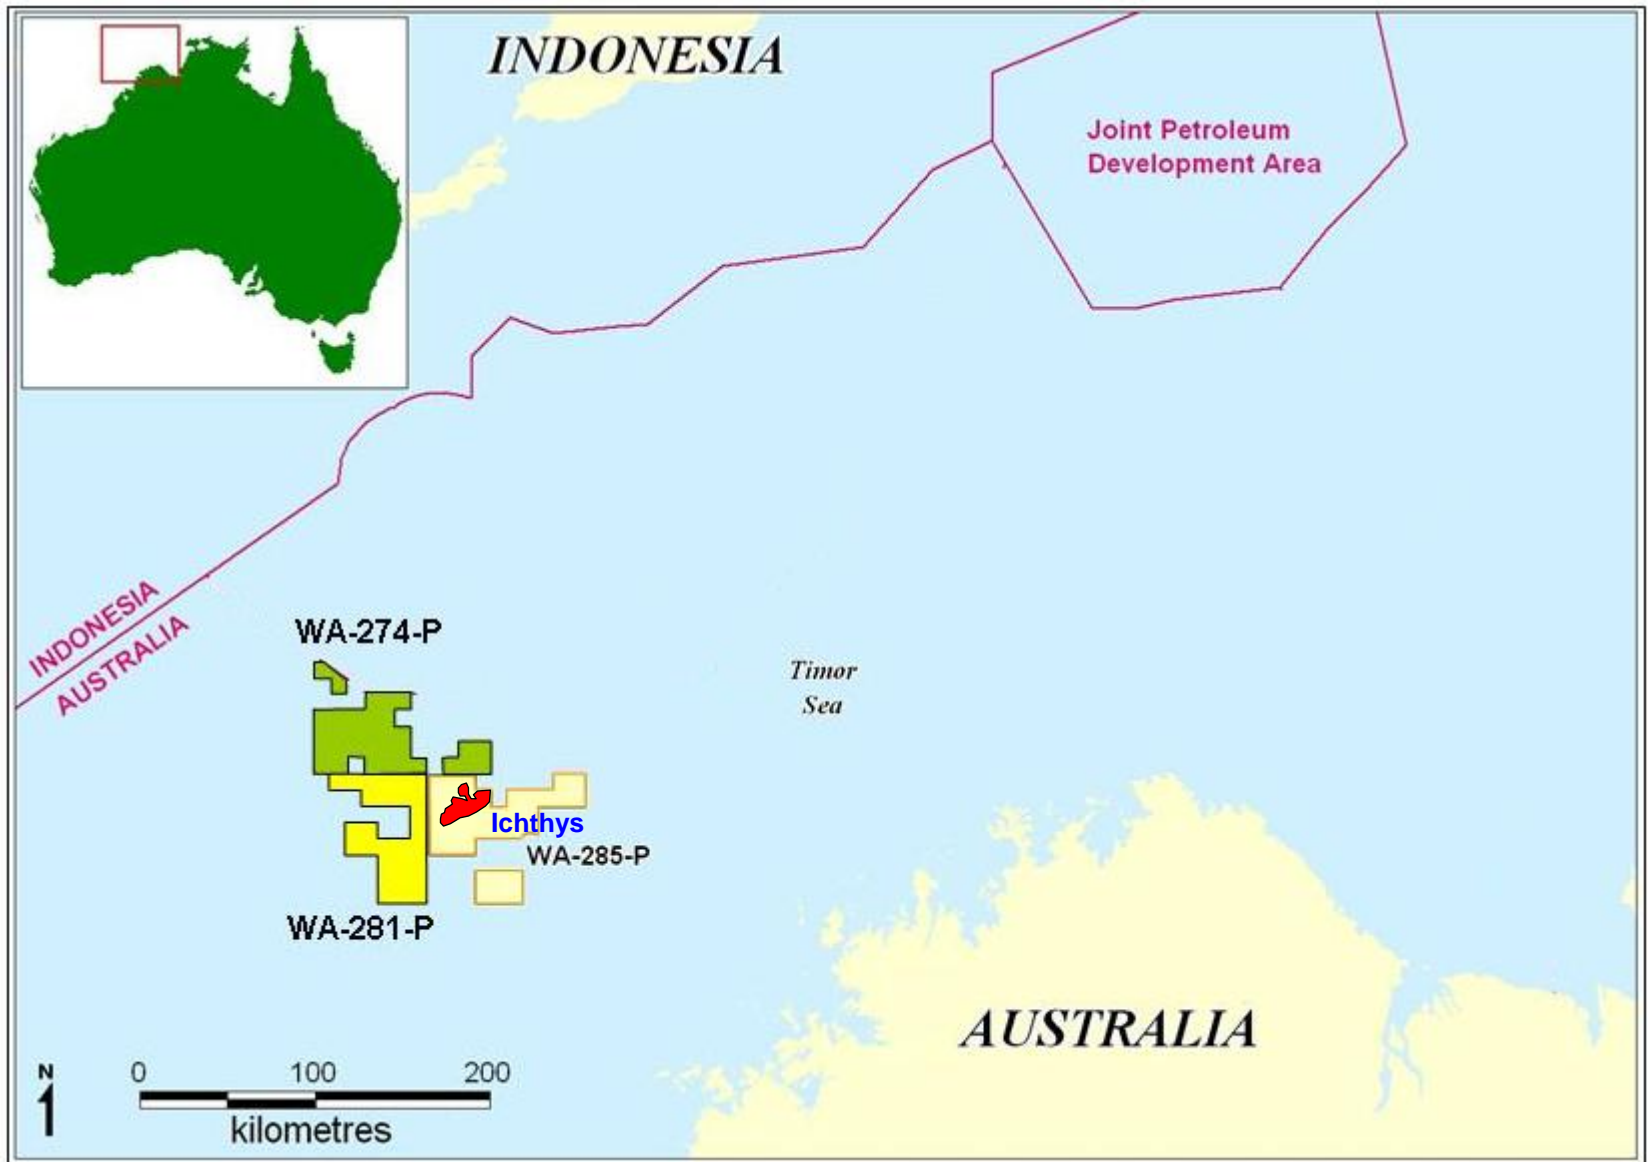 INDONESIA
Joint Petroleum
Development Area
INDONESIA
AUSTRALIA
WA-274-P
Timor
Sea
Ichthys
WA-285-P
WA-281-P
AUSTRALIA
N
0 100 200
kilometres